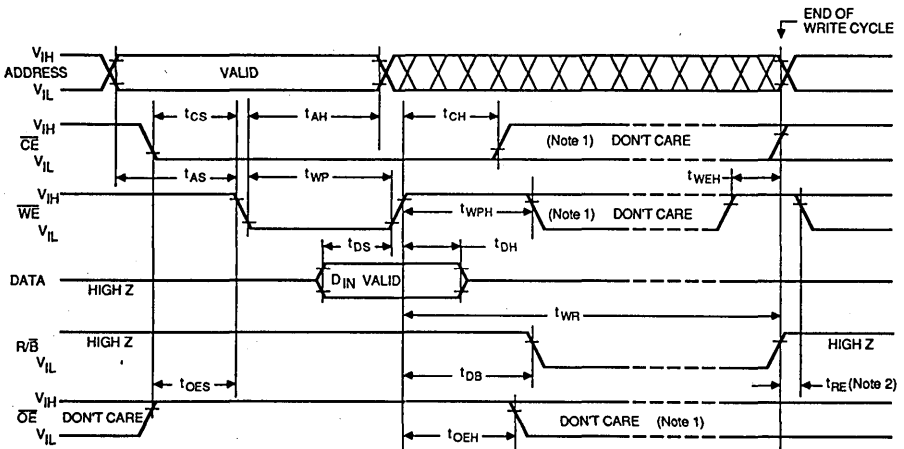 END OF
WRITE CYCLE
VIH
ADDRESS
VIL
VALID
tCS
tAH
tCH
VIH
CE
VIL
(Note 1) DON'T CARE
tAS
tWP
tWEH
VIH
WE
VIL
tWPH
(Note 1) DON'T CARE
tDS
tDH
DATA
HIGH Z
DIN VALID
tWR
R/B
HIGH Z
VIL
HIGH Z
tDB
tOES
tRE (Note 2)
VIH
OE
VIL
DON'T CARE
DON'T CARE (Note 1)
tOEH